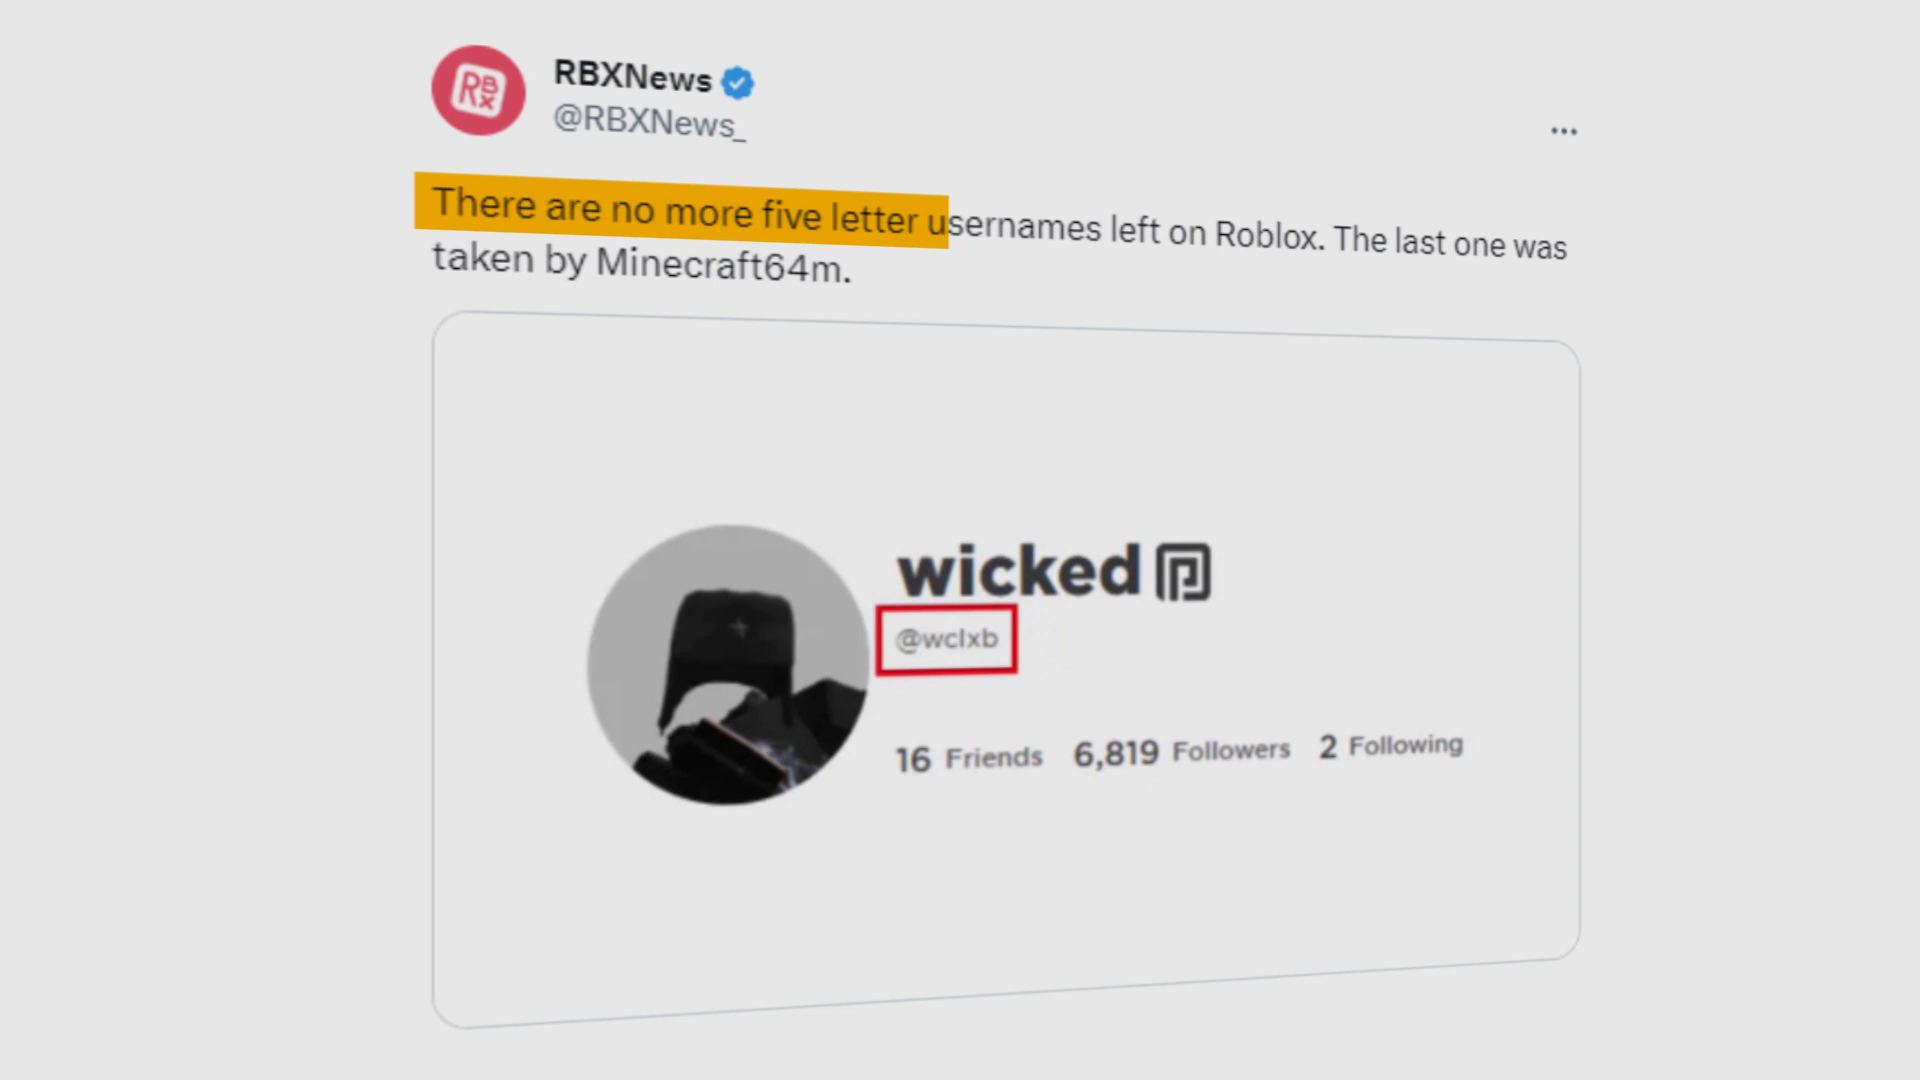 RBX
RBXNews
@RBXNews_
There are no more five letter usernames left on Roblox. The last one was
taken by Minecraft64m.
wicked
@wclxb
16 Friends 6,819 Followers 2 Following